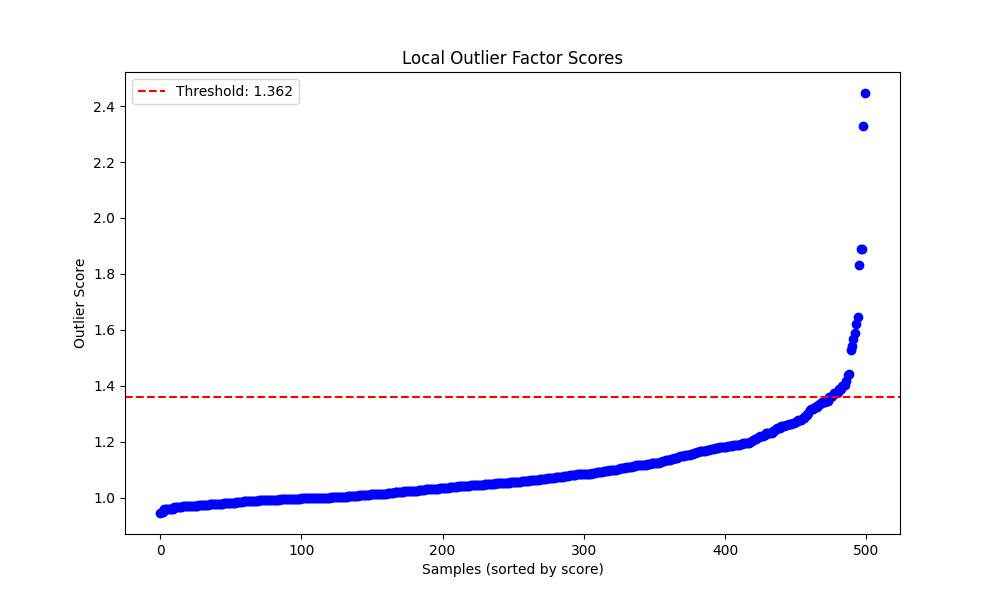 Local Outlier Factor Scores
Threshold: 1.362
Outlier Score
2.4
2.2
2.0
1.8
1.6
1.4
1.2
1.0
0 100 200 300 400 500
Samples (sorted by score)